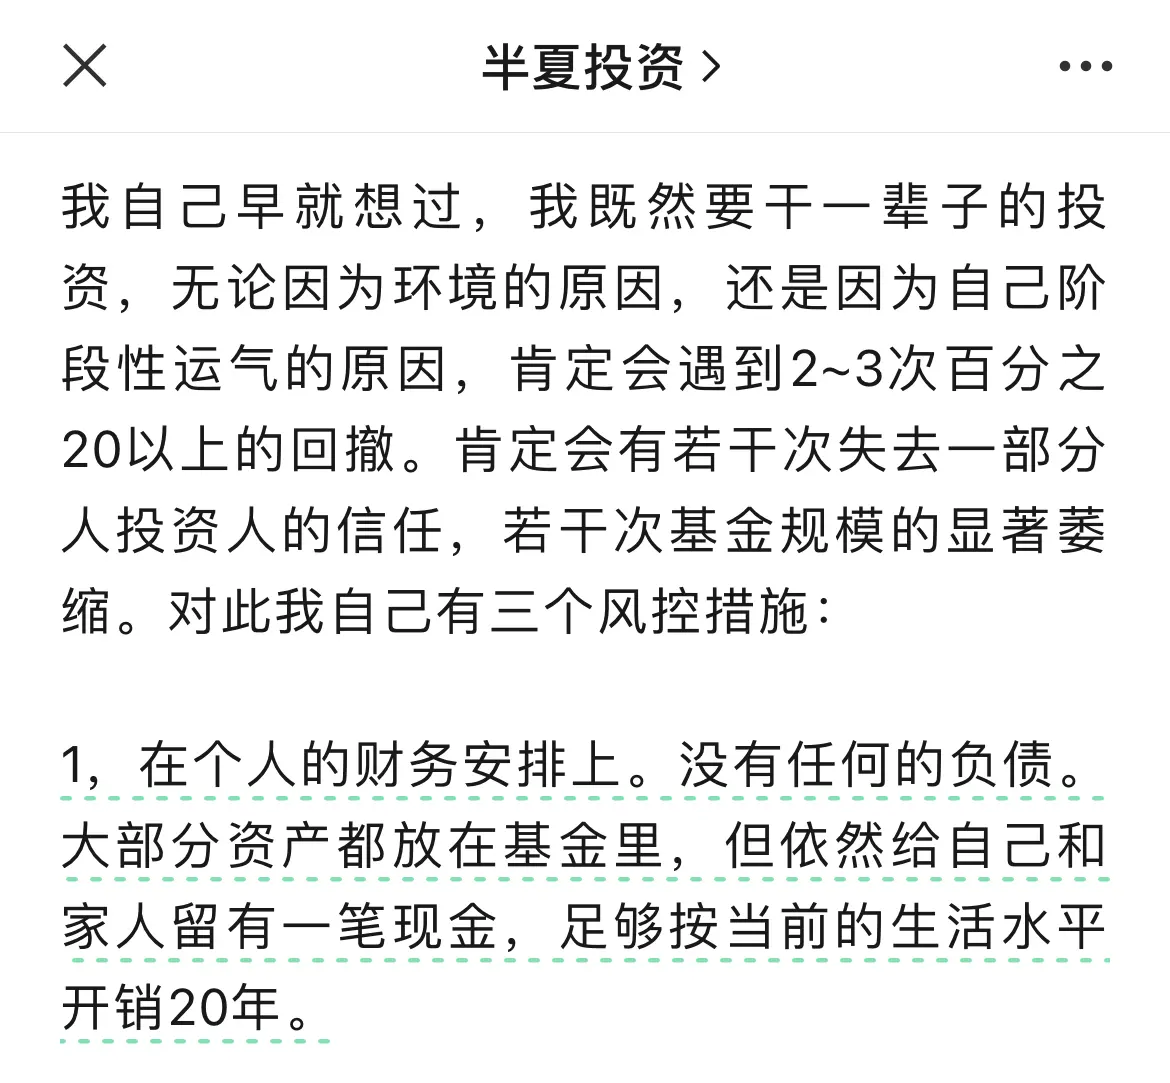 半夏投资
我自己早就想过，我既然要干一辈子的投
资，无论因为环境的原因，还是因为自己阶
段性运气的原因，肯定会遇到2~3次百分之
20以上的回撤。肯定会有若干次失去一部分
人投资人的信任，若干次基金规模的显著萎
缩。对此我自己有三个风控措施：
1，在个人的财务安排上。没有任何的负债。
大部分资产都放在基金里，但依然给自己和
家人留有一笔现金，足够按当前的生活水平
开销20年。